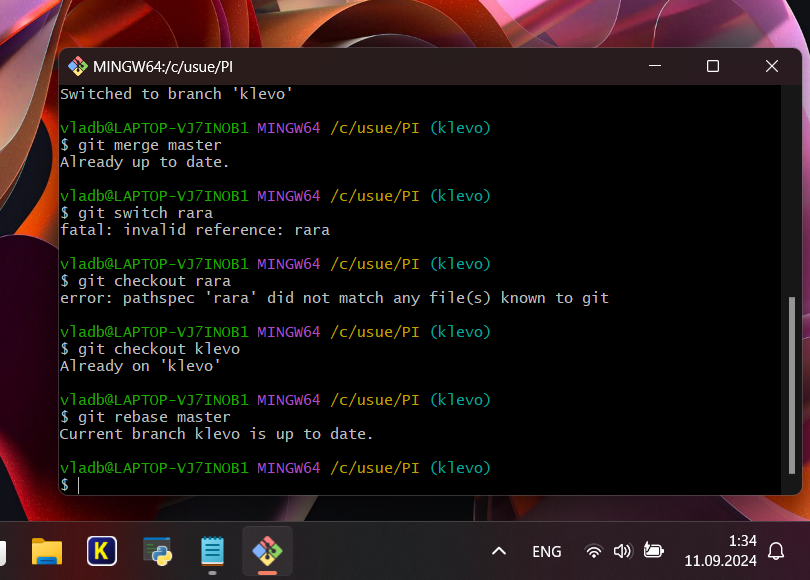 MINGW64:/c/usue/PI
Switched to branch 'klevo'
vladb@LAPTOP-VJ7INOB1 MINGW64 /c/usue/PI (klevo)
$ git merge master
Already up to date.
vladb@LAPTOP-VJ7INOB1 MINGW64 /c/usue/PI (klevo)
$ git switch rara
fatal: invalid reference: rara
vladb@LAPTOP-VJ7INOB1 MINGW64 /c/usue/PI (klevo)
$ git checkout rara
error: pathspec 'rara' did not match any file(s) known to git
vladb@LAPTOP-VJ7INOB1 MINGW64 /c/usue/PI (klevo)
$ git checkout klevo
Already on 'klevo'
vladb@LAPTOP-VJ7INOB1 MINGW64 /c/usue/PI (klevo)
$ git rebase master
Current branch klevo is up to date.
vladb@LAPTOP-VJ7INOB1 MINGW64 /c/usue/PI (klevo)
$
K
ENG
1:34
11.09.2024